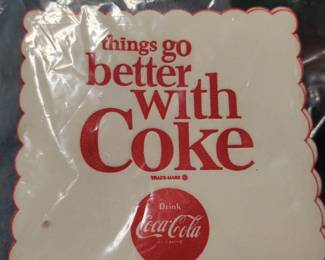 things go
better
with
Coke
TRADE-MARK ®
Drink
Coca-Cola